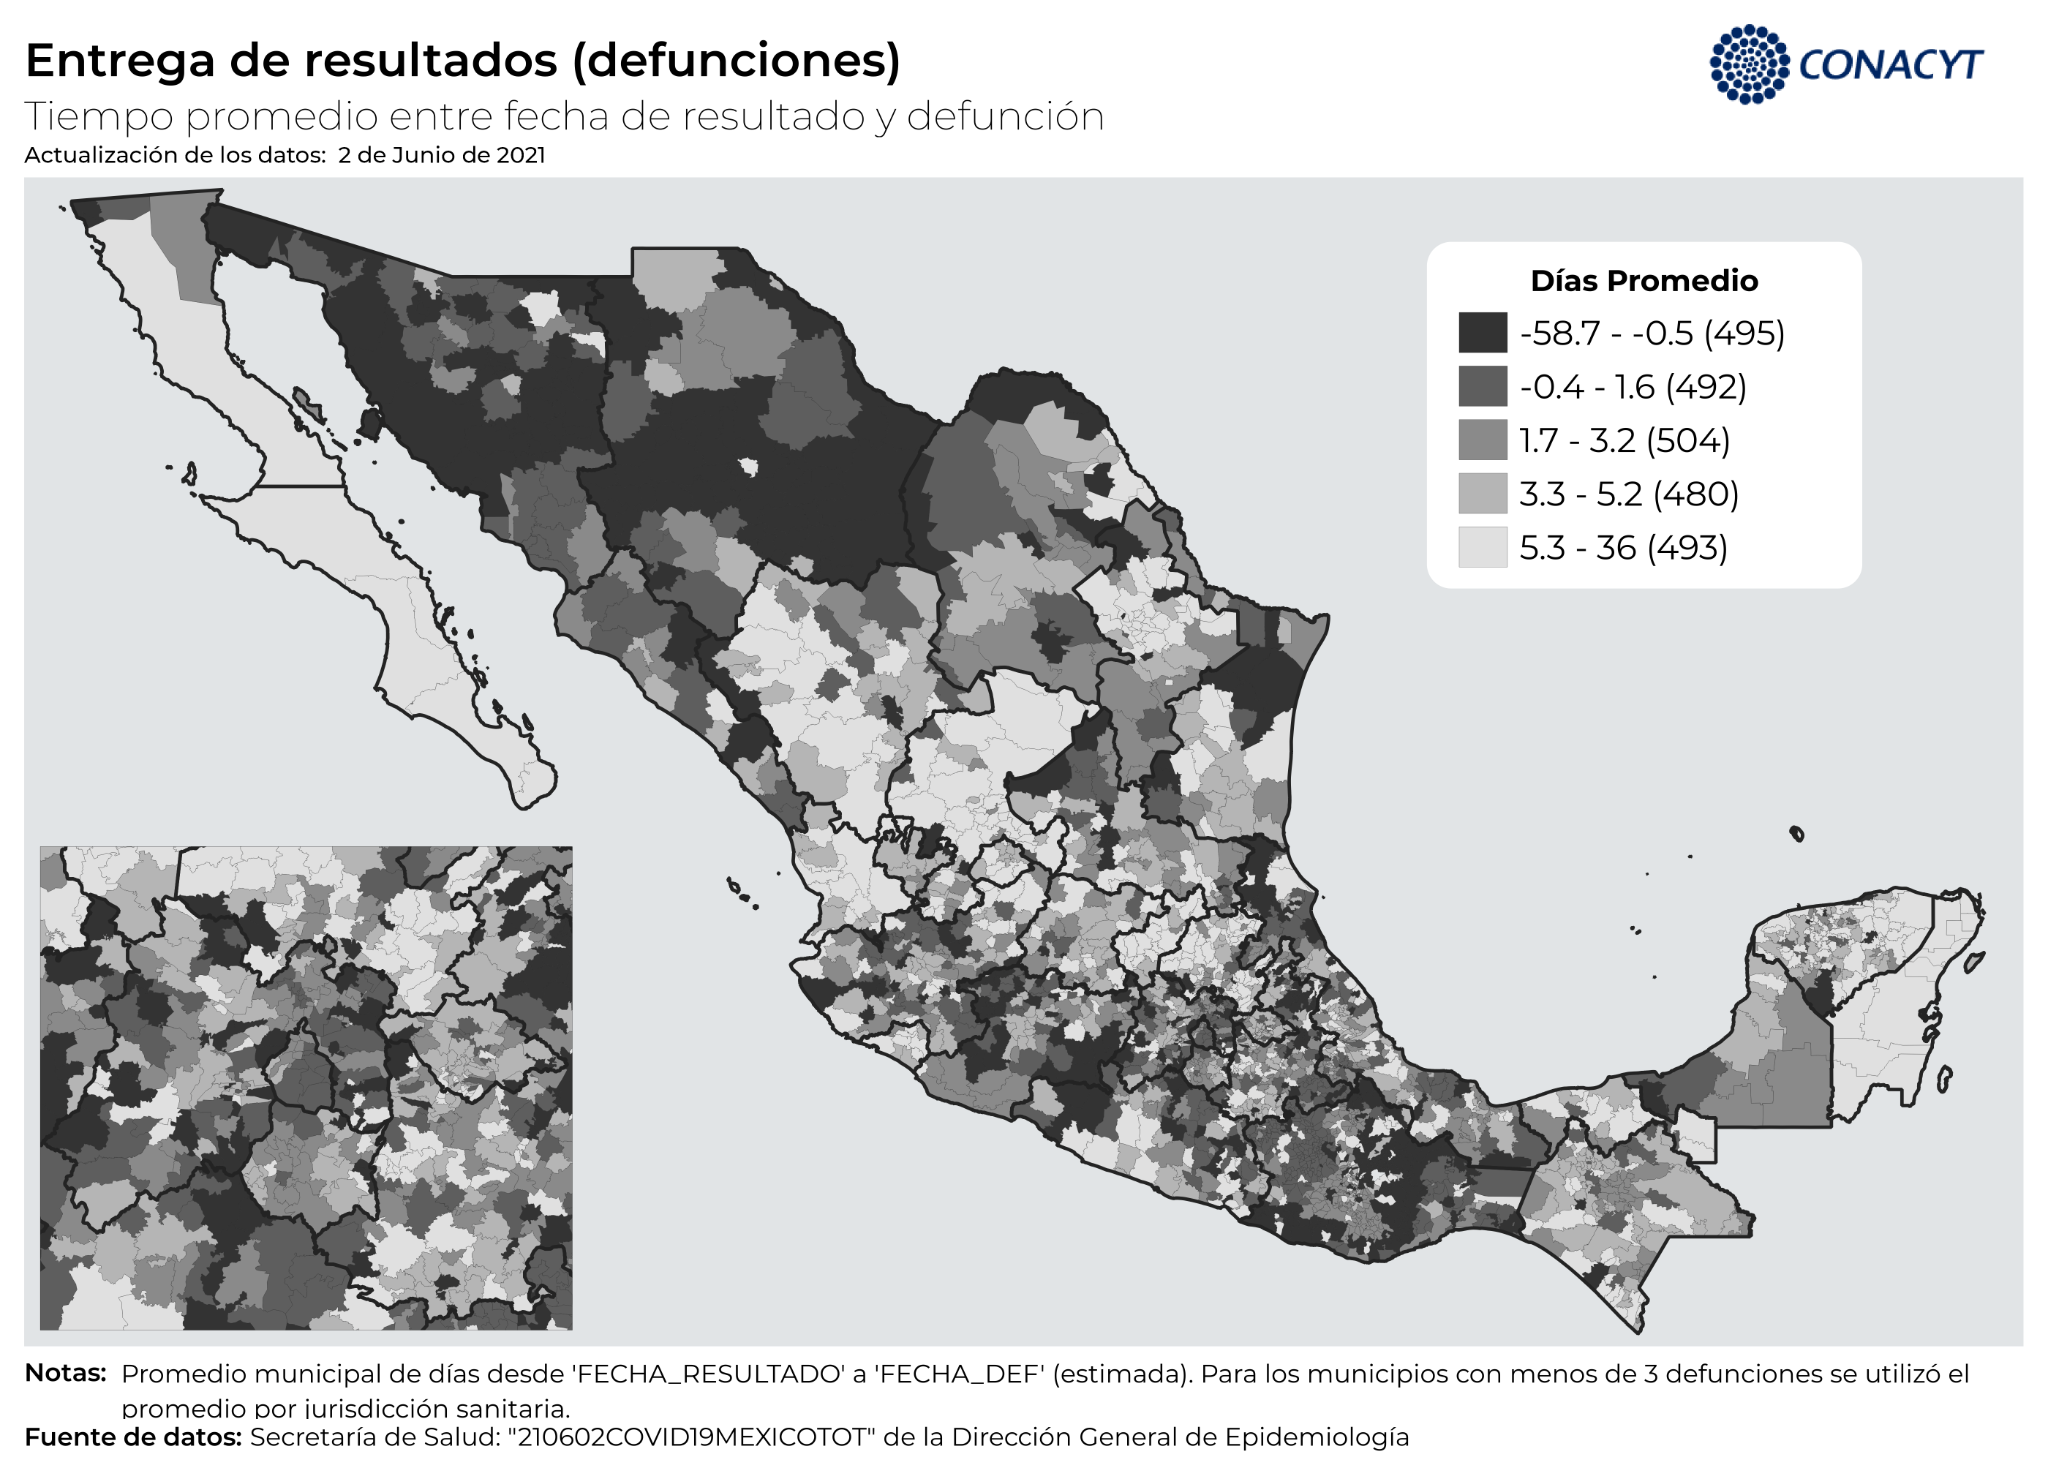 Entrega de resultados (defunciones)
CONACYT
Tiempo promedio entre fecha de resultado y defunción
Actualización de los datos: 2 de Junio de 2021
Días Promedio
-58.7 - -0.5 (495)
-0.4 - 1.6 (492)
1.7 - 3.2 (504)
3.3 - 5.2 (480)
5.3 - 36 (493)
Notas: Promedio municipal de días desde 'FECHA_RESULTADO' a 'FECHA_DEF' (estimada). Para los municipios con menos de 3 defunciones se utilizó el
promedio por jurisdicción sanitaria.
Fuente de datos: Secretaría de Salud: "210602COVID19MEXICOTOT" de la Dirección General de Epidemiología